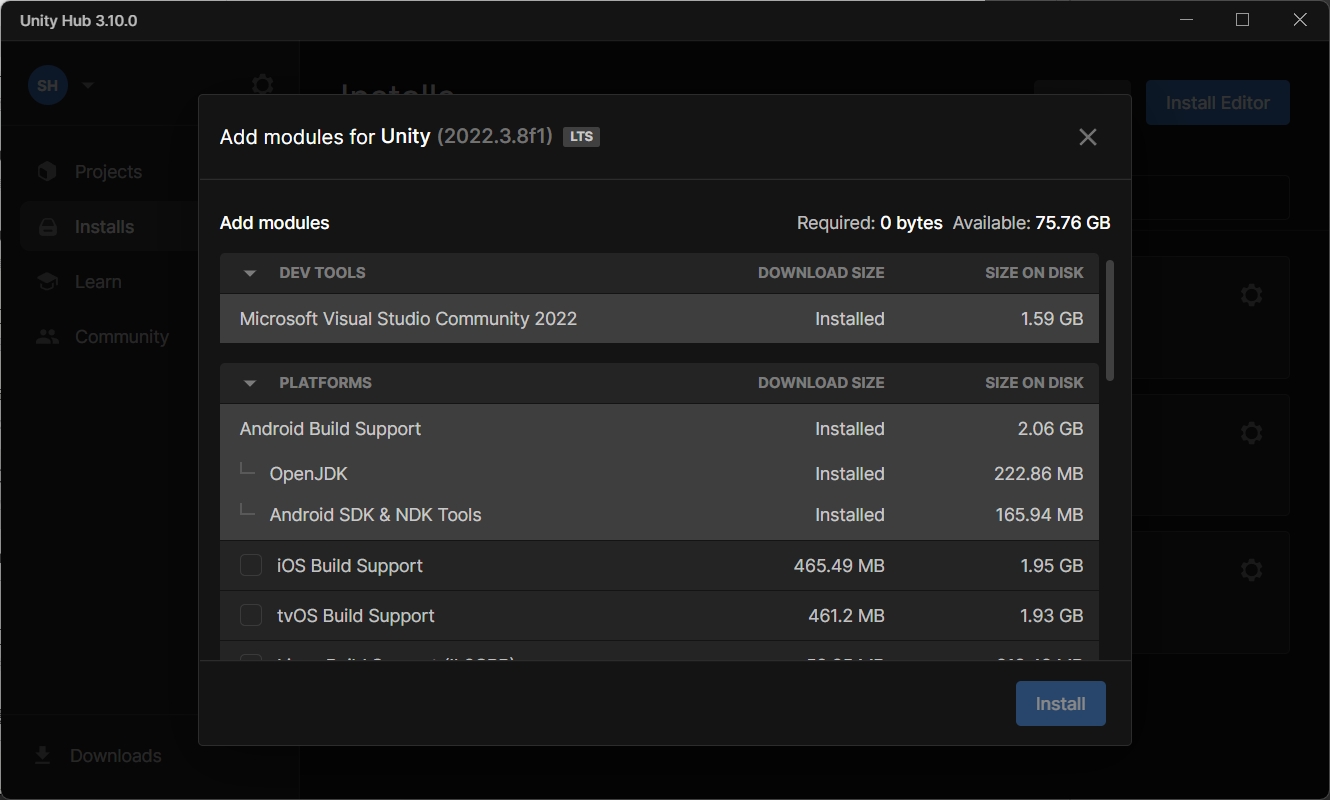 Unity Hub 3.10.0
SH
Installs
Install Editor
Projects
Installs
Learn
Community
Downloads
Add modules for Unity (2022.3.8f1) LTS
Add modules Required: 0 bytes Available: 75.76 GB
DEV TOOLS DOWNLOAD SIZE SIZE ON DISK
Microsoft Visual Studio Community 2022 Installed 1.59 GB
PLATFORMS DOWNLOAD SIZE SIZE ON DISK
Android Build Support Installed 2.06 GB
OpenJDK Installed 222.86 MB
Android SDK & NDK Tools Installed 165.94 MB
iOS Build Support 465.49 MB 1.95 GB
tvOS Build Support 461.2 MB 1.93 GB
Install